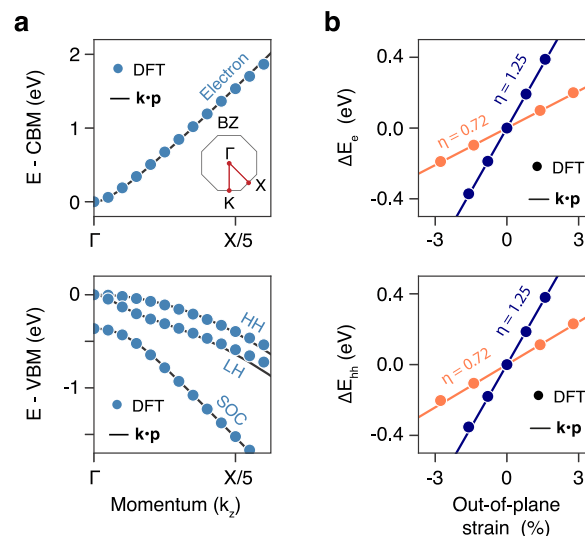 a
E - CBM (eV)
2
1
0
DFT
k•p
Electron
BZ
Γ
X
K
Γ
X/5
E - VBM (eV)
0
-1
HH
LH
SOC
DFT
k•p
Γ
X/5
Momentum (kz)
b
ΔEe (eV)
0.4
0.0
-0.4
η = 1.25
η = 0.72
DFT
k•p
-3
0
3
ΔEhh (eV)
0.4
0.0
-0.4
η = 1.25
η = 0.72
DFT
k•p
-3
0
3
Out-of-plane
strain (%)